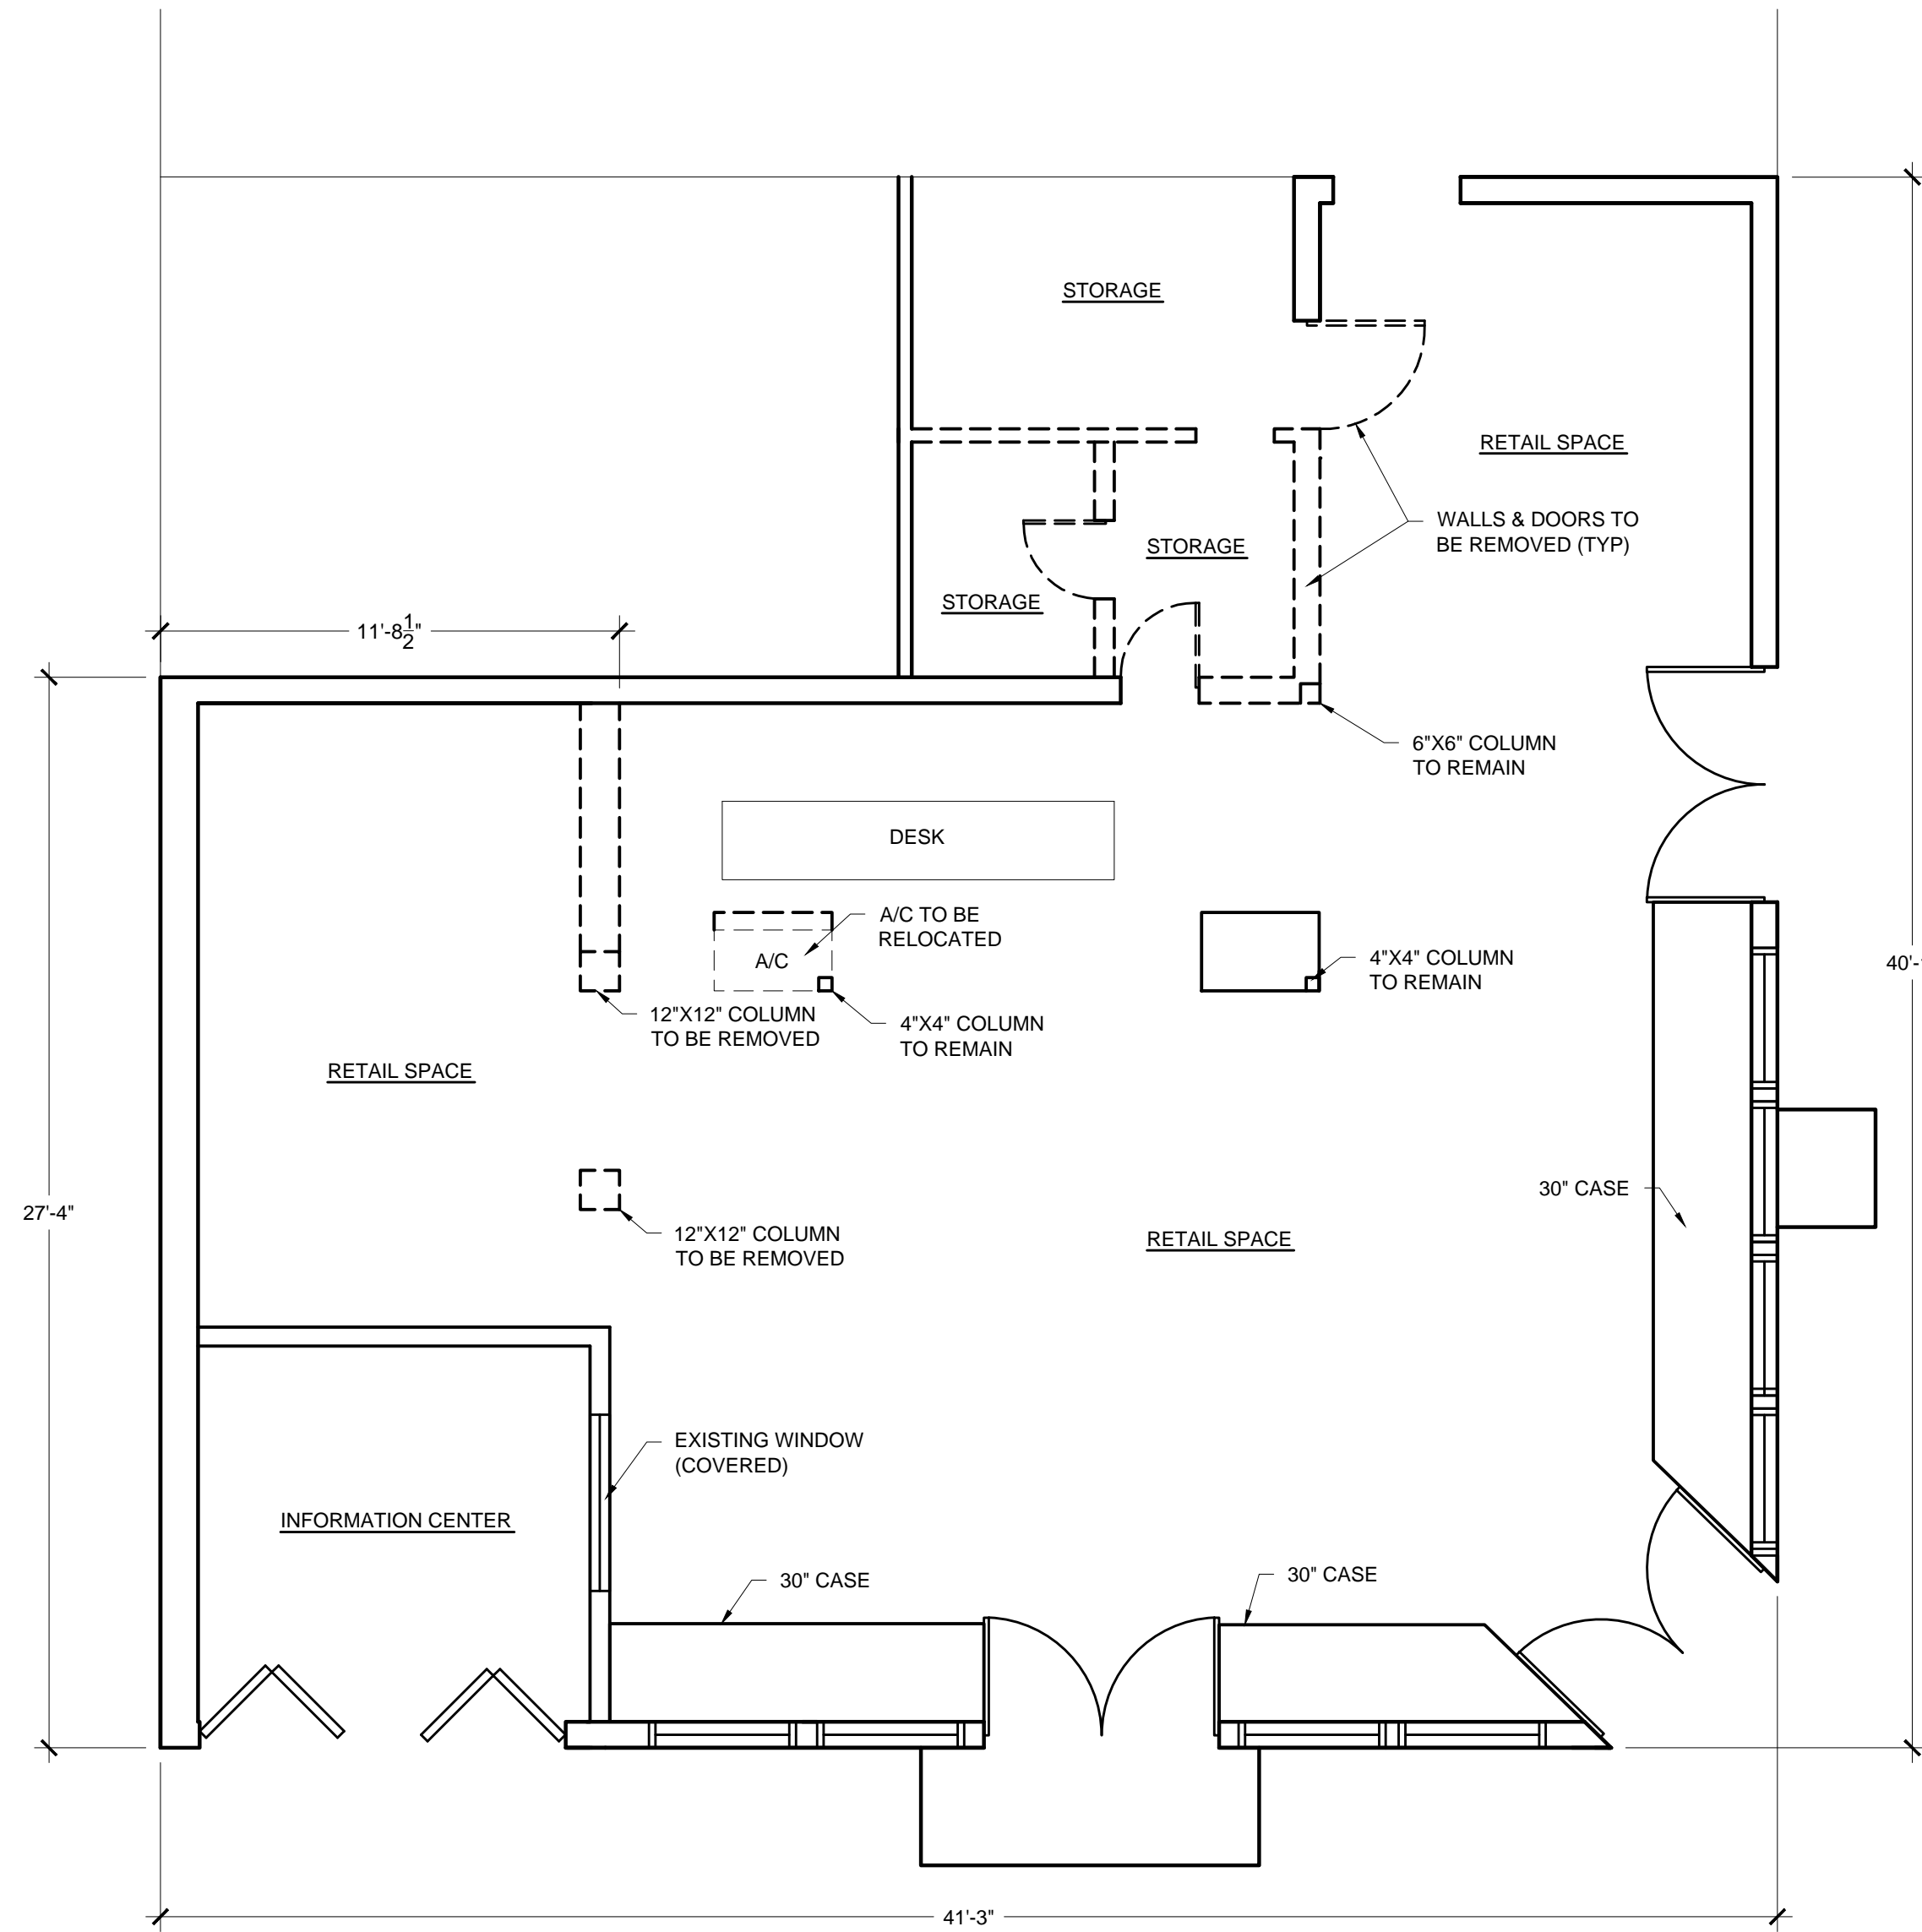 STORAGE
RETAIL SPACE
WALLS & DOORS TO
BE REMOVED (TYP)
STORAGE
STORAGE
11'-8 1/2"
6"X6" COLUMN
TO REMAIN
DESK
A/C TO BE
RELOCATED
A/C
4"X4" COLUMN
TO REMAIN
40'-
12"X12" COLUMN
TO BE REMOVED
4"X4" COLUMN
TO REMAIN
RETAIL SPACE
30" CASE
27'-4"
12"X12" COLUMN
TO BE REMOVED
RETAIL SPACE
EXISTING WINDOW
(COVERED)
INFORMATION CENTER
30" CASE
30" CASE
41'-3"